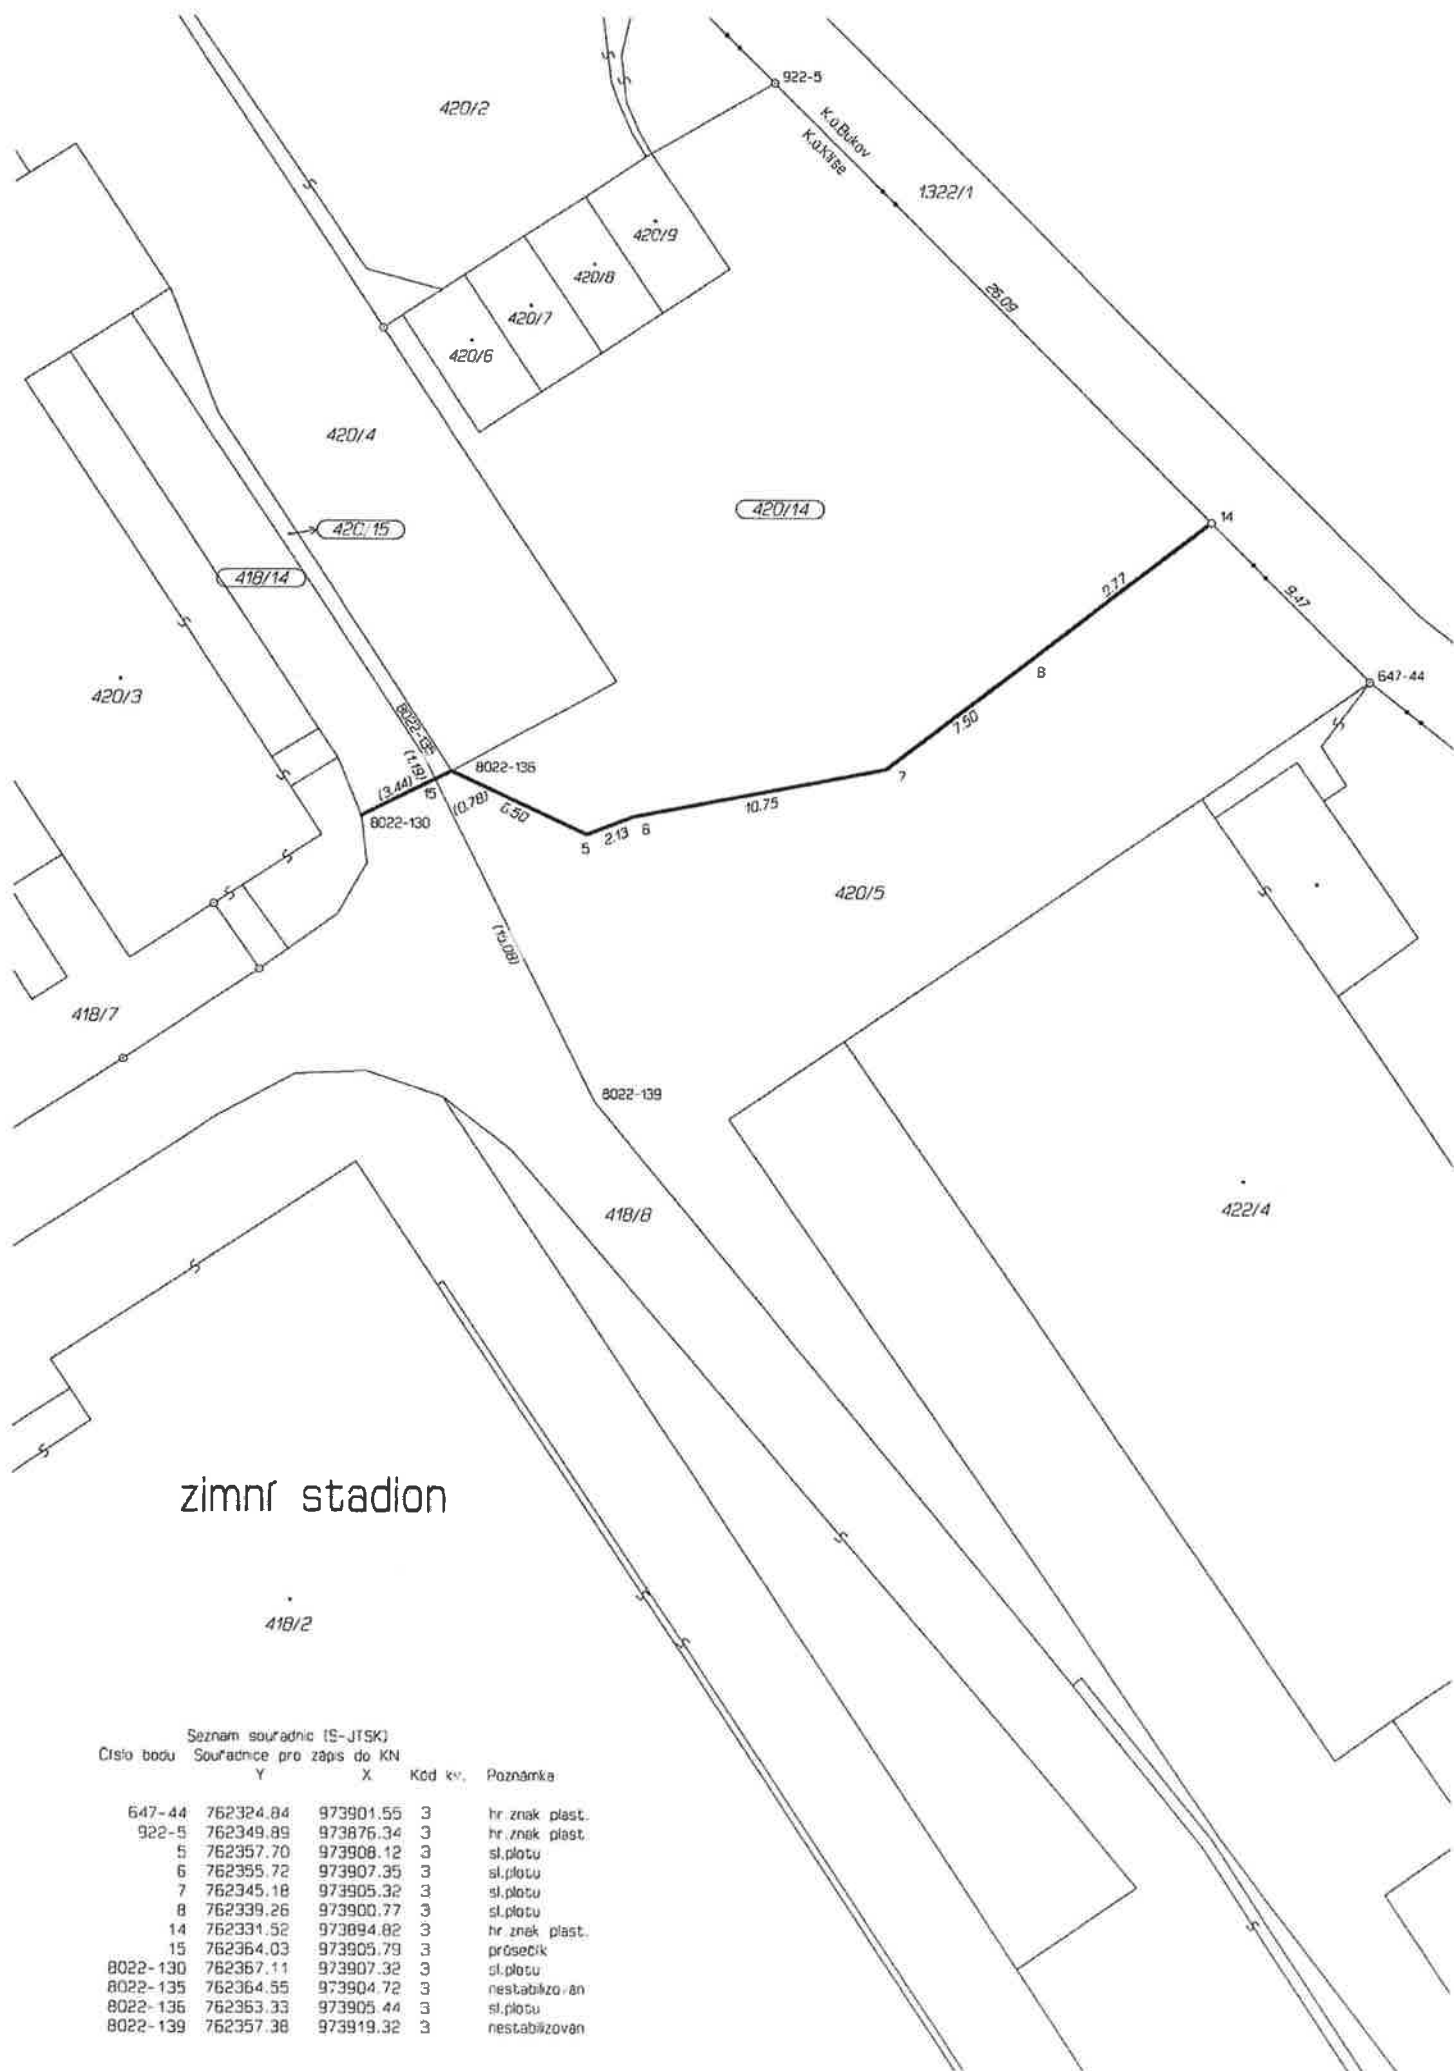 922-5
420/2
K.ú.Bukov
K.ú.Klíše
1322/1
420/9
420/8
26.09
420/7
420/6
420/4
420/14
14
420/15
418/14
9.77
9.47
8
647-44
420/3
8022-135
7.50
(1.19)
8022-136
7
(3.44)
15
(0.78)
6.50
10.75
8022-130
2.13
6
5
420/5
(15.08)
418/7
8022-139
422/4
418/8
zimní stadion
418/2
Seznam souřadnic (S-JTSK)
Číslo bodu Souřadnice pro zápis do KN
Y X Kód kv. Poznámka
647-44 762324.84 973901.55 3 hr.znak plast.
922-5 762349.89 973876.34 3 hr.znak plast.
5 762357.70 973908.12 3 sl.plotu
6 762355.72 973907.35 3 sl.plotu
7 762345.18 973905.32 3 sl.plotu
8 762339.26 973900.77 3 sl.plotu
14 762331.52 973894.82 3 hr.znak plast.
15 762364.03 973905.79 3 průsečík
8022-130 762367.11 973907.32 3 sl.plotu
8022-135 762364.55 973904.72 3 nestabilizován
8022-136 762363.33 973905.44 3 sl.plotu
8022-139 762357.38 973919.32 3 nestabilizován